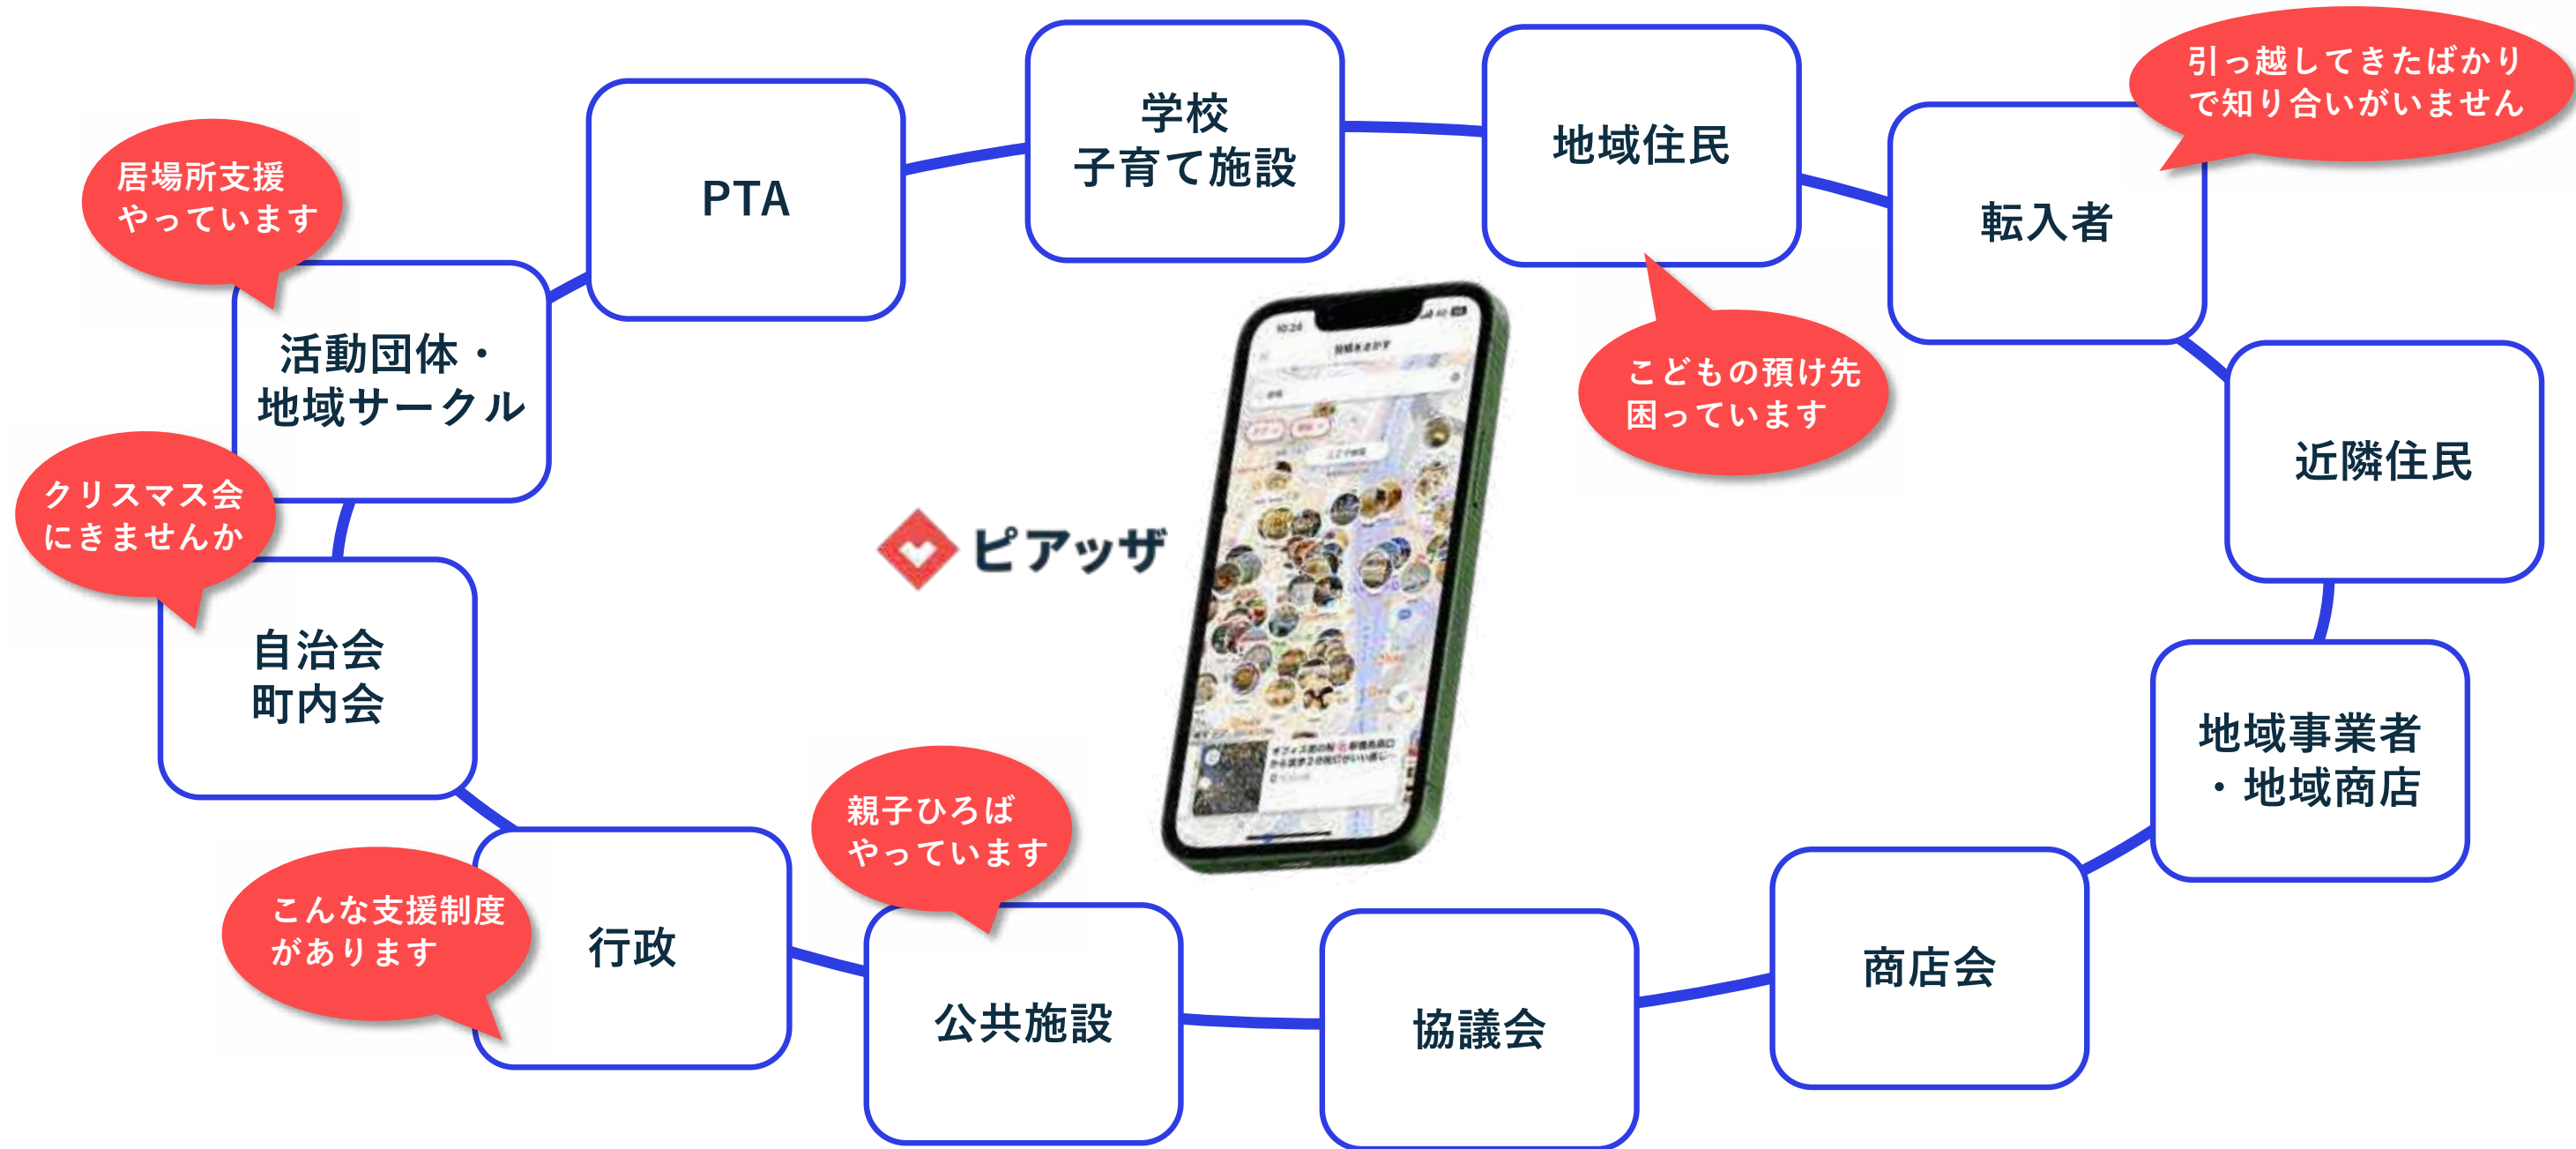 引っ越してきたばかり
で知り合いがいません
学校
子育て施設
地域住民
PTA
転入者
居場所支援
やっています
活動団体・
地域サークル
こどもの預け先
困っています
近隣住民
クリスマス会
にきませんか
ピアッザ
自治会
町内会
地域事業者
・地域商店
親子ひろば
やっています
こんな支援制度
があります
行政
公共施設
協議会
商店会
10:24